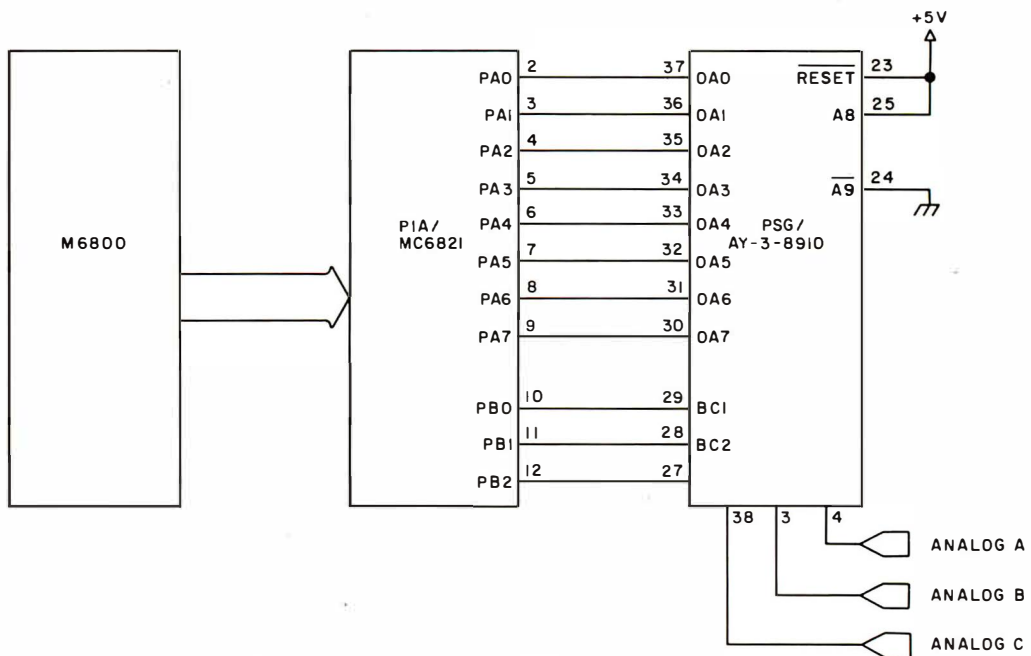 +5V
PA0 2 37 OA0 RESET 23
PA1 3 36 OA1 A8 25
PA2 4 35 OA2
PA3 5 34 OA3 A9 24
M6800
PIA/
MC6821
PA4 6 33 OA4
PSG/
AY-3-8910
PA5 7 32 OA5
PA6 8 31 OA6
PA7 9 30 OA7
PB0 10 29 BC1
PB1 11 28 BC2
PB2 12 27
38 3 4
ANALOG A
ANALOG B
ANALOG C